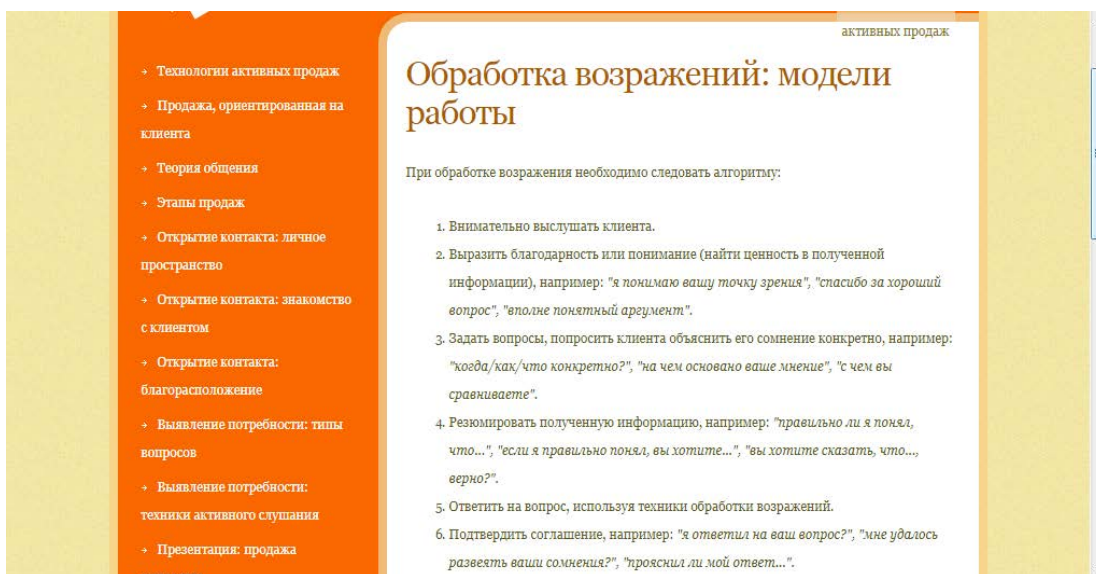 активных продаж
→ Технологии активных продаж
→ Продажа, ориентированная на
клиента
→ Теория общения
→ Этапы продаж
→ Открытие контакта: личное
пространство
→ Открытие контакта: знакомство
с клиентом
→ Открытие контакта:
благорасположение
→ Выявление потребности: типы
вопросов
→ Выявление потребности:
техники активного слушания
→ Презентация: продажа
Обработка возражений: модели
работы
При обработке возражения необходимо следовать алгоритму:
1. Внимательно выслушать клиента.
2. Выразить благодарность или понимание (найти ценность в полученной
информации), например: "я понимаю вашу точку зрения", "спасибо за хороший
вопрос", "вполне понятный аргумент".
3. Задать вопросы, попросить клиента объяснить его сомнение конкретно, например:
"когда/как/что конкретно?", "на чем основано ваше мнение", "с чем вы
сравниваете".
4. Резюмировать полученную информацию, например: "правильно ли я понял,
что...", "если я правильно понял, вы хотите...", "вы хотите сказать, что...,
верно?".
5. Ответить на вопрос, используя техники обработки возражений.
6. Подтвердить соглашение, например: "я ответил на ваш вопрос?", "мне удалось
развеять ваши сомнения?", "прояснил ли мой ответ...".